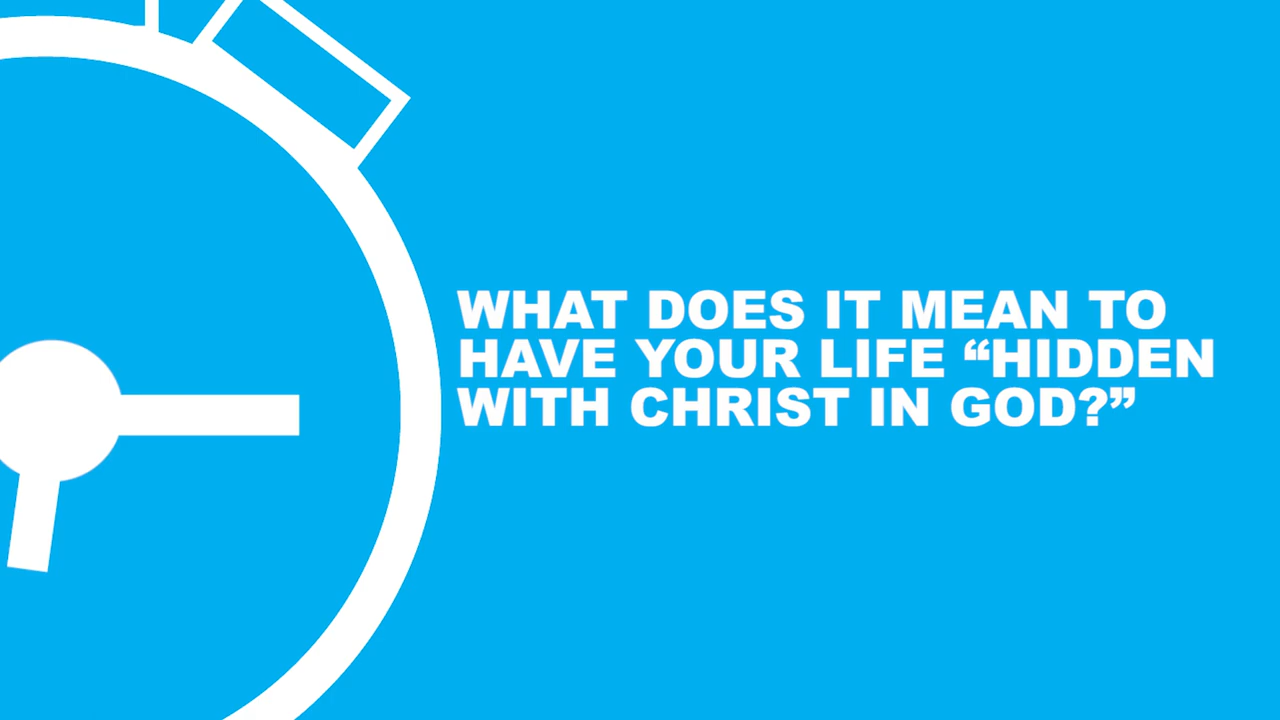 WHAT DOES IT MEAN TO
HAVE YOUR LIFE “HIDDEN
WITH CHRIST IN GOD?”